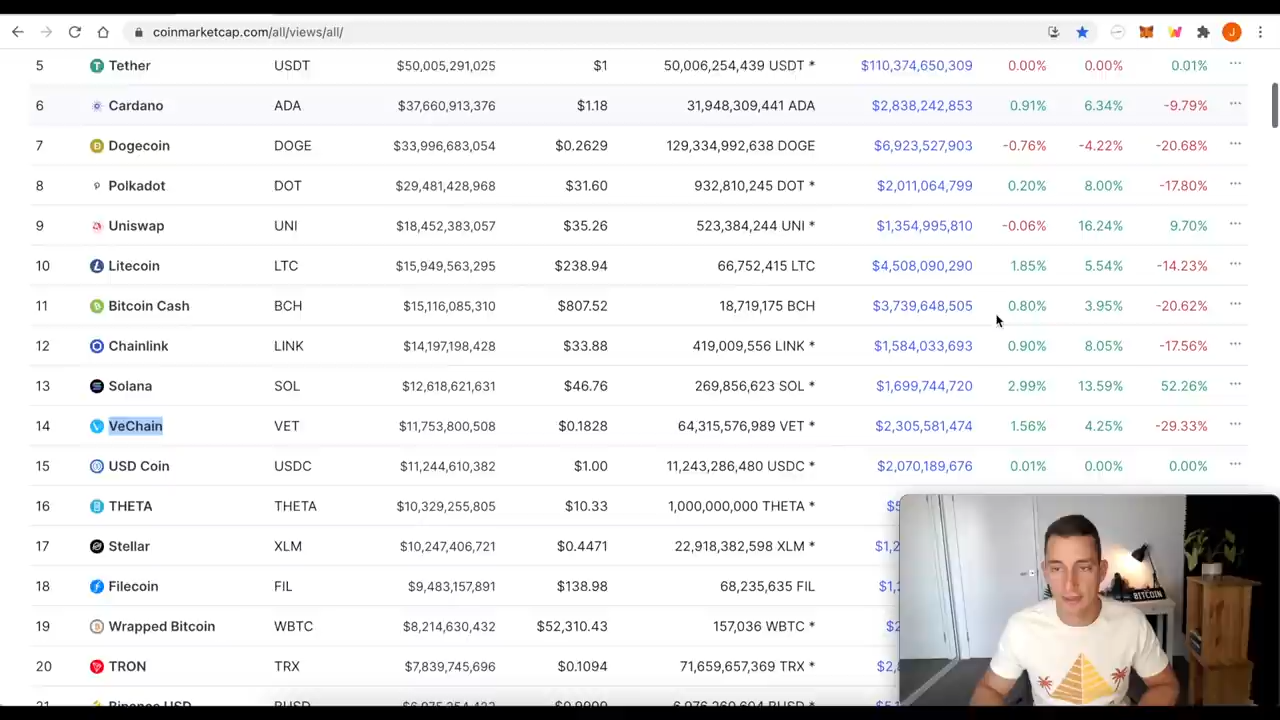 coinmarketcap.com/all/views/all/
J
5 Tether USDT $50,005,291,025 $1 50,006,254,439 USDT * $110,374,650,309 0.00% 0.00% 0.01% ...
6 Cardano ADA $37,660,913,376 $1.18 31,948,309,441 ADA $2,838,242,853 0.91% 6.34% -9.79% ...
7 Dogecoin DOGE $33,996,683,054 $0.2629 129,334,992,638 DOGE $6,923,527,903 -0.76% -4.22% -20.68% ...
8 Polkadot DOT $29,481,428,968 $31.60 932,810,245 DOT * $2,011,064,799 0.20% 8.00% -17.80% ...
9 Uniswap UNI $18,452,383,057 $35.26 523,384,244 UNI * $1,354,995,810 -0.06% 16.24% 9.70% ...
10 Litecoin LTC $15,949,563,295 $238.94 66,752,415 LTC $4,508,090,290 1.85% 5.54% -14.23% ...
11 Bitcoin Cash BCH $15,116,085,310 $807.52 18,719,175 BCH $3,739,648,505 0.80% 3.95% -20.62% ...
12 Chainlink LINK $14,197,198,428 $33.88 419,009,556 LINK * $1,584,033,693 0.90% 8.05% -17.56% ...
13 Solana SOL $12,618,621,631 $46.76 269,856,623 SOL * $1,699,744,720 2.99% 13.59% 52.26% ...
14 VeChain VET $11,753,800,508 $0.1828 64,315,576,989 VET * $2,305,581,474 1.56% 4.25% -29.33% ...
15 USD Coin USDC $11,244,610,382 $1.00 11,243,286,480 USDC * $2,070,189,676 0.01% 0.00% 0.00% ...
16 THETA THETA $10,329,255,805 $10.33 1,000,000,000 THETA *
17 Stellar XLM $10,247,406,721 $0.4471 22,918,382,598 XLM *
18 Filecoin FIL $9,483,157,891 $138.98 68,235,635 FIL
19 Wrapped Bitcoin WBTC $8,214,630,432 $52,310.43 157,036 WBTC *
20 TRON TRX $7,839,745,696 $0.1094 71,659,657,369 TRX *
BITCOIN